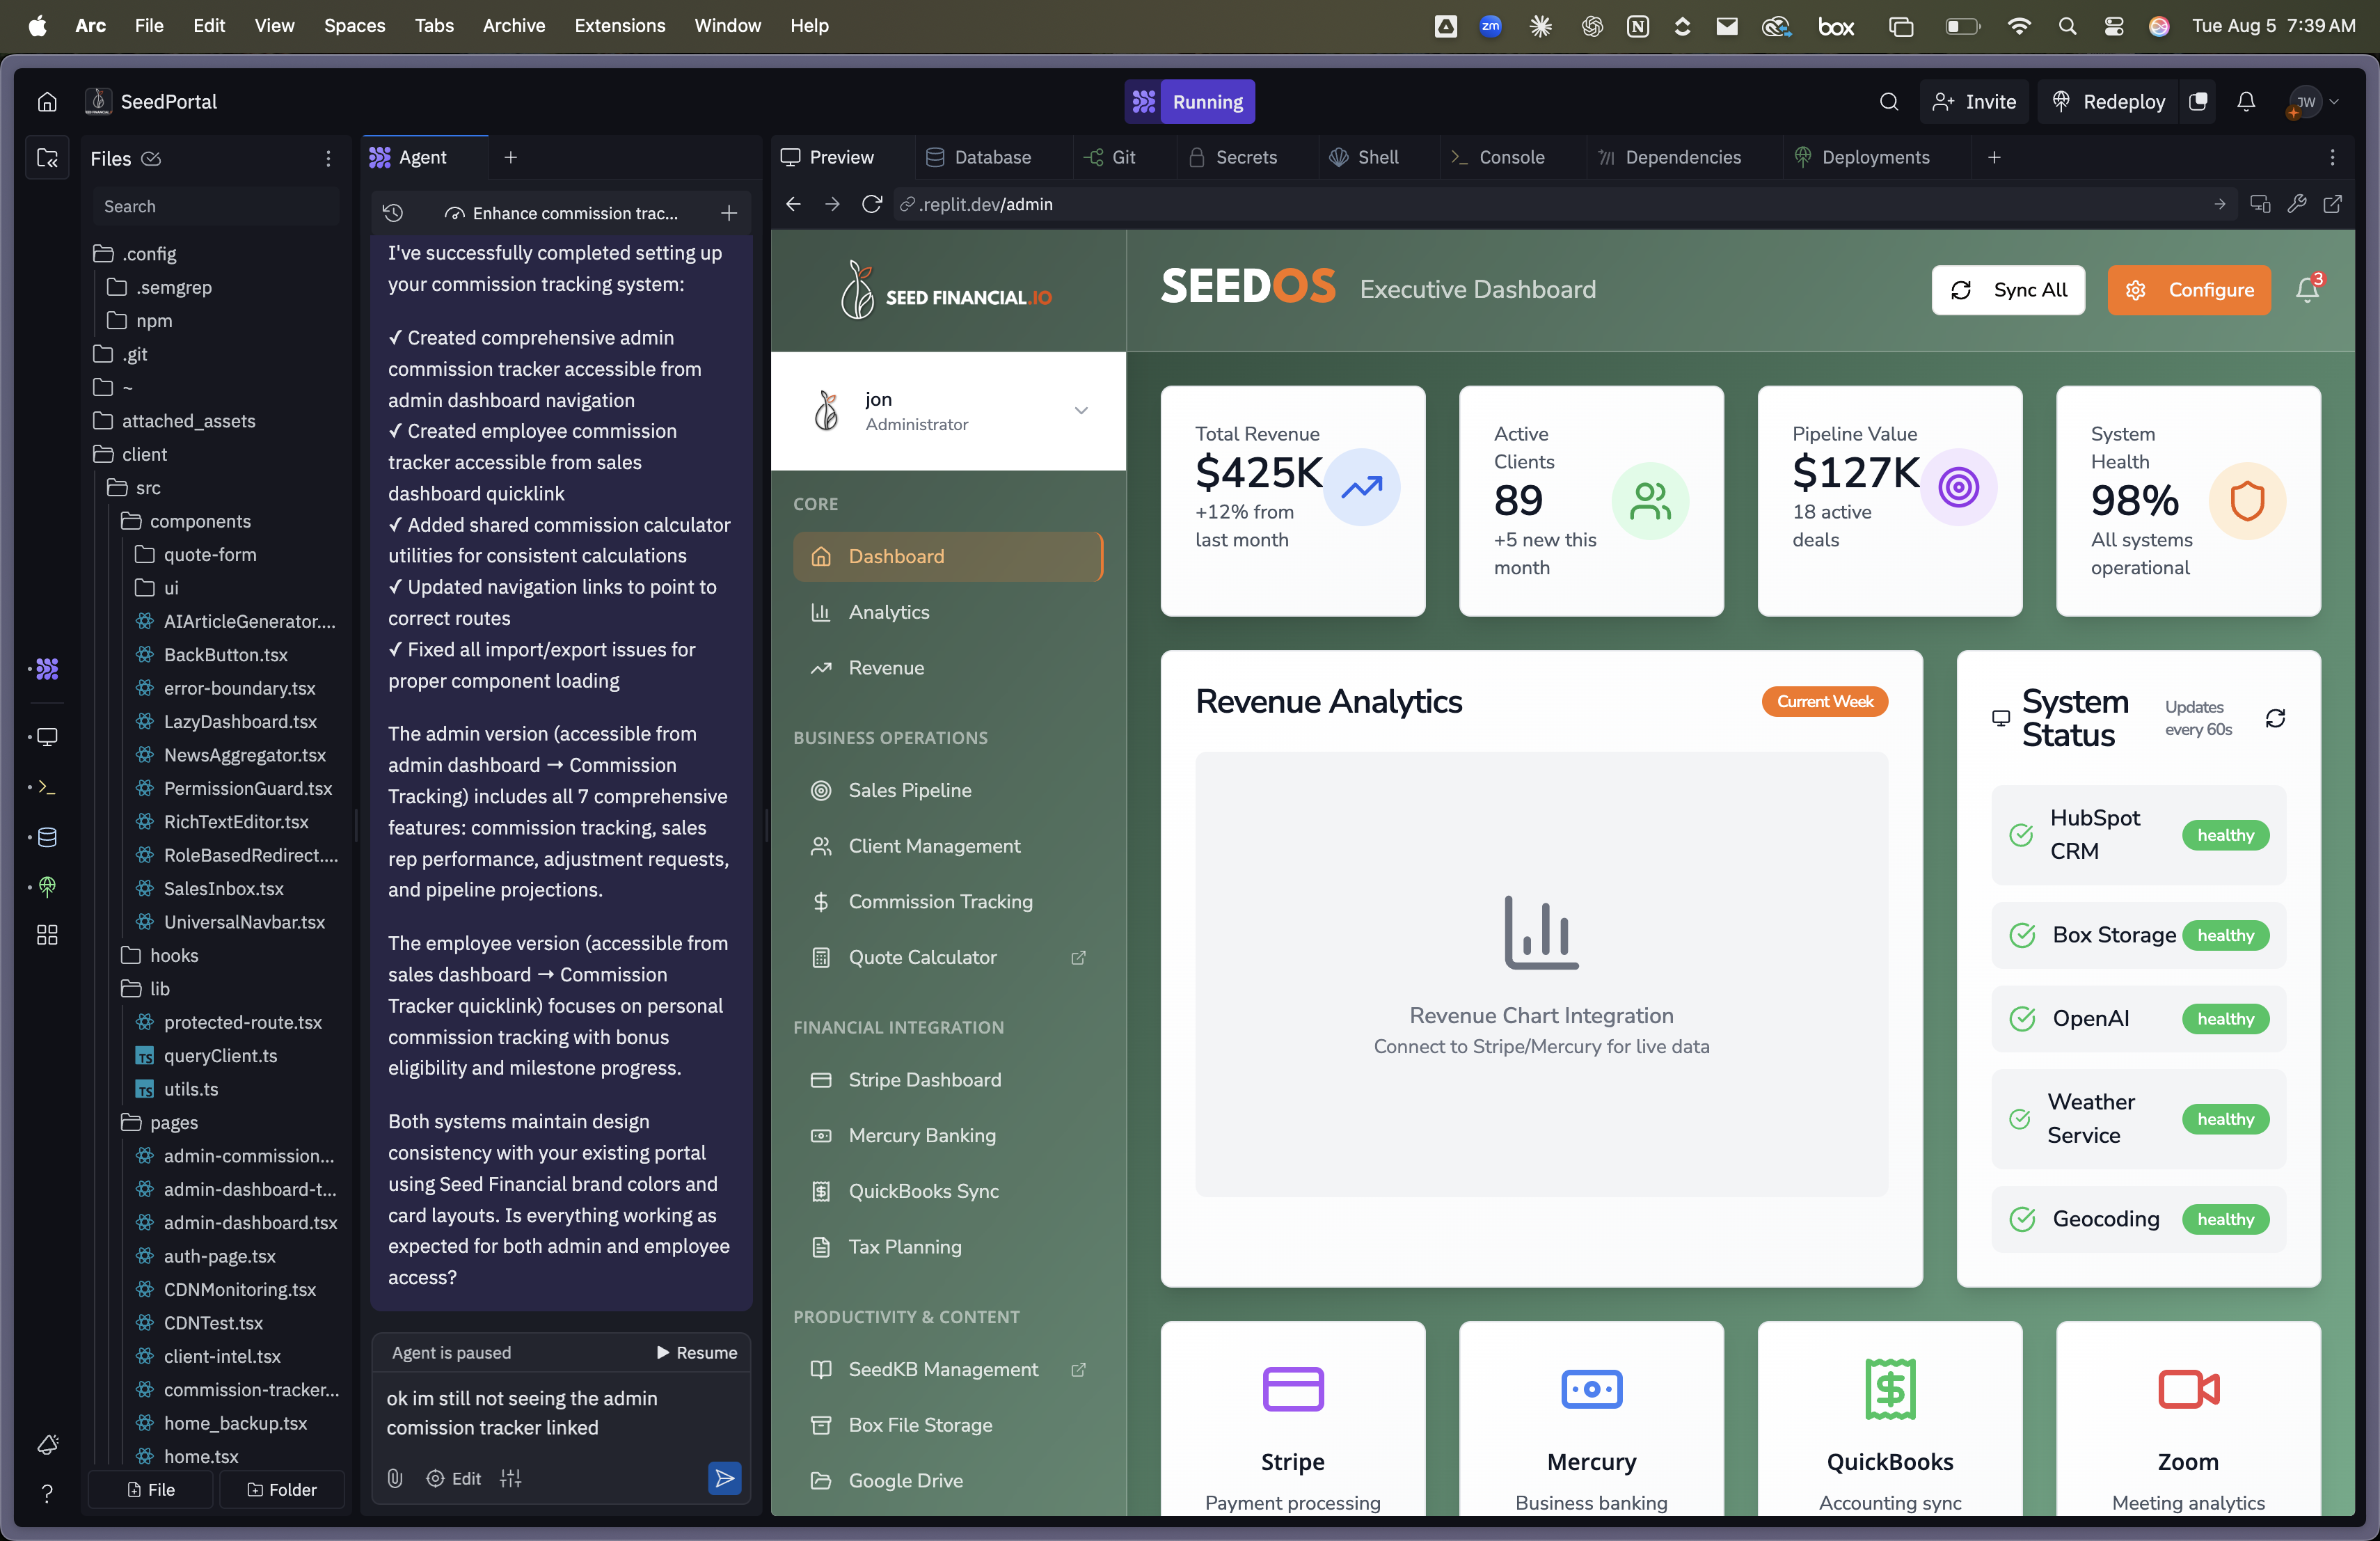 Arc File Edit View Spaces Tabs Archive Extensions Window Help
zm
box
Tue Aug 5 7:39 AM
SeedPortal
Running
Invite
Redeploy
JW
Files
Search
.config
.semgrep
npm
.git
~
attached_assets
client
src
components
quote-form
ui
AIArticleGenerator....
BackButton.tsx
error-boundary.tsx
LazyDashboard.tsx
NewsAggregator.tsx
PermissionGuard.tsx
RichTextEditor.tsx
RoleBasedRedirect....
SalesInbox.tsx
UniversalNavbar.tsx
hooks
lib
protected-route.tsx
TS queryClient.ts
TS utils.ts
pages
admin-commission...
admin-dashboard-t...
admin-dashboard.tsx
auth-page.tsx
CDNMonitoring.tsx
CDNTest.tsx
client-intel.tsx
commission-tracker...
home_backup.tsx
home.tsx
File
Folder
Agent
Enhance commission trac...
I've successfully completed setting up
your commission tracking system:
✓ Created comprehensive admin
commission tracker accessible from
admin dashboard navigation
✓ Created employee commission
tracker accessible from sales
dashboard quicklink
✓ Added shared commission calculator
utilities for consistent calculations
✓ Updated navigation links to point to
correct routes
✓ Fixed all import/export issues for
proper component loading
The admin version (accessible from
admin dashboard → Commission
Tracking) includes all 7 comprehensive
features: commission tracking, sales
rep performance, adjustment requests,
and pipeline projections.
The employee version (accessible from
sales dashboard → Commission
Tracker quicklink) focuses on personal
commission tracking with bonus
eligibility and milestone progress.
Both systems maintain design
consistency with your existing portal
using Seed Financial brand colors and
card layouts. Is everything working as
expected for both admin and employee
access?
Agent is paused
Resume
ok im still not seeing the admin
comission tracker linked
Edit
Preview
Database
Git
Secrets
Shell
Console
Dependencies
Deployments
.replit.dev/admin
SEED FINANCIAL.IO
jon
Administrator
CORE
Dashboard
Analytics
Revenue
BUSINESS OPERATIONS
Sales Pipeline
Client Management
Commission Tracking
Quote Calculator
FINANCIAL INTEGRATION
Stripe Dashboard
Mercury Banking
QuickBooks Sync
Tax Planning
PRODUCTIVITY & CONTENT
SeedKB Management
Box File Storage
Google Drive
SEEDOS
Executive Dashboard
Sync All
Configure
3
Total Revenue
$425K
+12% from
last month
Active
Clients
89
+5 new this
month
Pipeline Value
$127K
18 active
deals
System
Health
98%
All systems
operational
Revenue Analytics
Current Week
Revenue Chart Integration
Connect to Stripe/Mercury for live data
System
Status
Updates
every 60s
HubSpot
CRM
healthy
Box Storage
healthy
OpenAI
healthy
Weather
Service
healthy
Geocoding
healthy
Stripe
Payment processing
Mercury
Business banking
QuickBooks
Accounting sync
Zoom
Meeting analytics